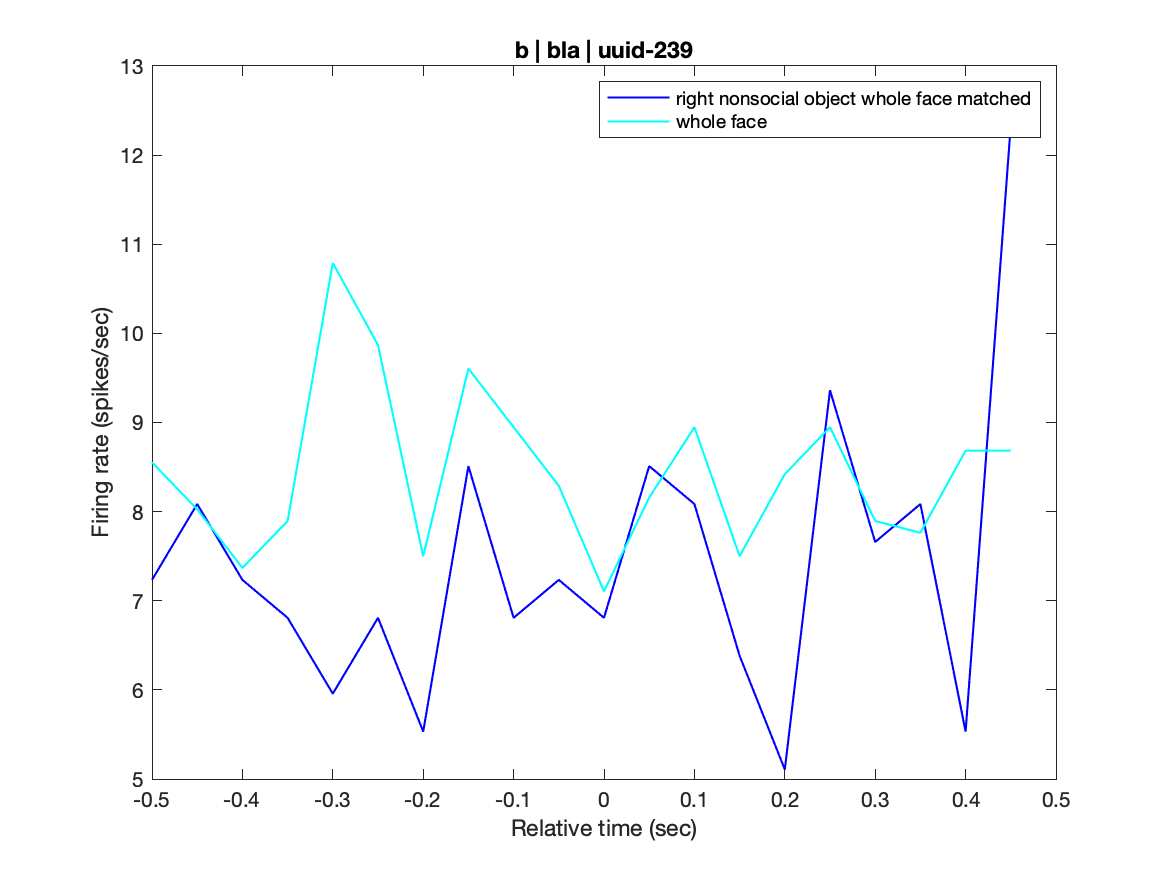 b | bla | uuid-239
right nonsocial object whole face matched
whole face
Firing rate (spikes/sec)
13
12
11
10
9
8
7
6
5
-0.5 -0.4 -0.3 -0.2 -0.1 0 0.1 0.2 0.3 0.4 0.5
Relative time (sec)